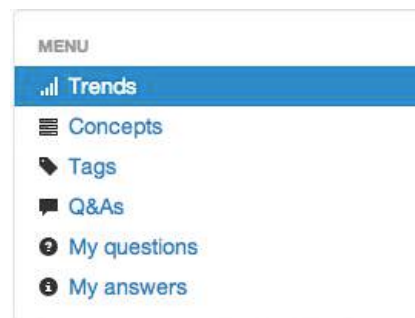 MENU
Trends
Concepts
Tags
Q&As
My questions
My answers